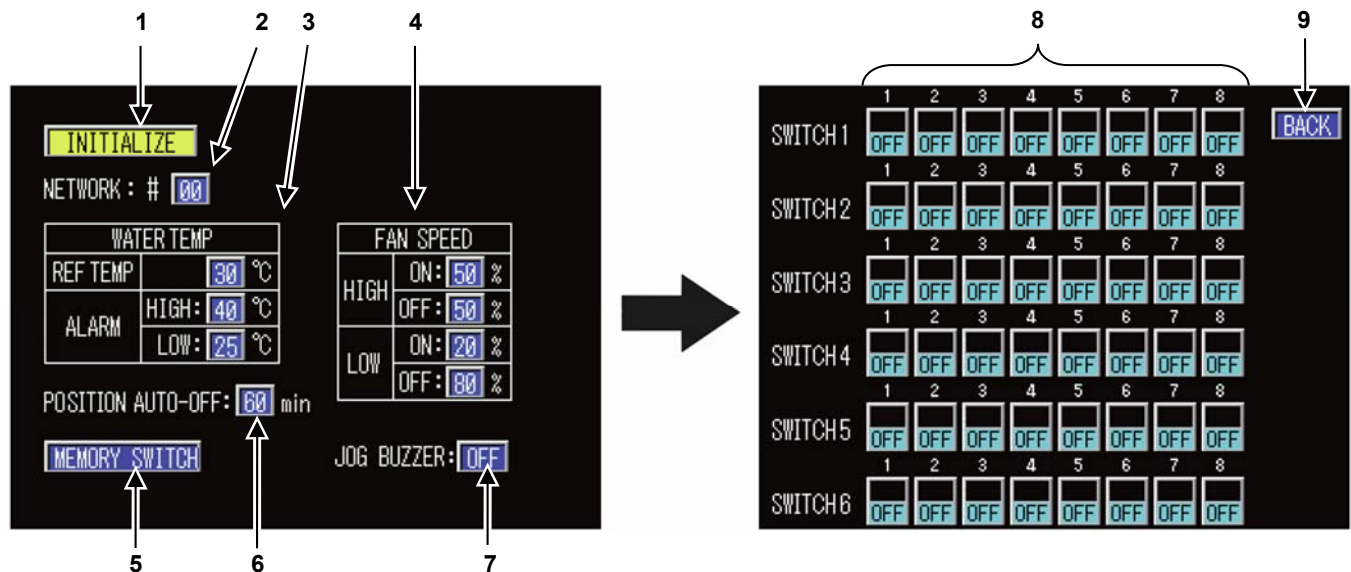 1 2 3 4 8 9
INITIALIZE
NETWORK: # 00
WATER TEMP
REF TEMP 30 °C
ALARM HIGH: 40 °C
LOW: 25 °C
FAN SPEED
HIGH ON: 50 %
OFF: 50 %
LOW ON: 20 %
OFF: 80 %
POSITION AUTO-OFF: 60 min
MEMORY SWITCH
JOG BUZZER: OFF
5 6 7
1 2 3 4 5 6 7 8
SWITCH 1 OFF OFF OFF OFF OFF OFF OFF OFF
BACK
1 2 3 4 5 6 7 8
SWITCH 2 OFF OFF OFF OFF OFF OFF OFF OFF
1 2 3 4 5 6 7 8
SWITCH 3 OFF OFF OFF OFF OFF OFF OFF OFF
1 2 3 4 5 6 7 8
SWITCH 4 OFF OFF OFF OFF OFF OFF OFF OFF
1 2 3 4 5 6 7 8
SWITCH 5 OFF OFF OFF OFF OFF OFF OFF OFF
1 2 3 4 5 6 7 8
SWITCH 6 OFF OFF OFF OFF OFF OFF OFF OFF